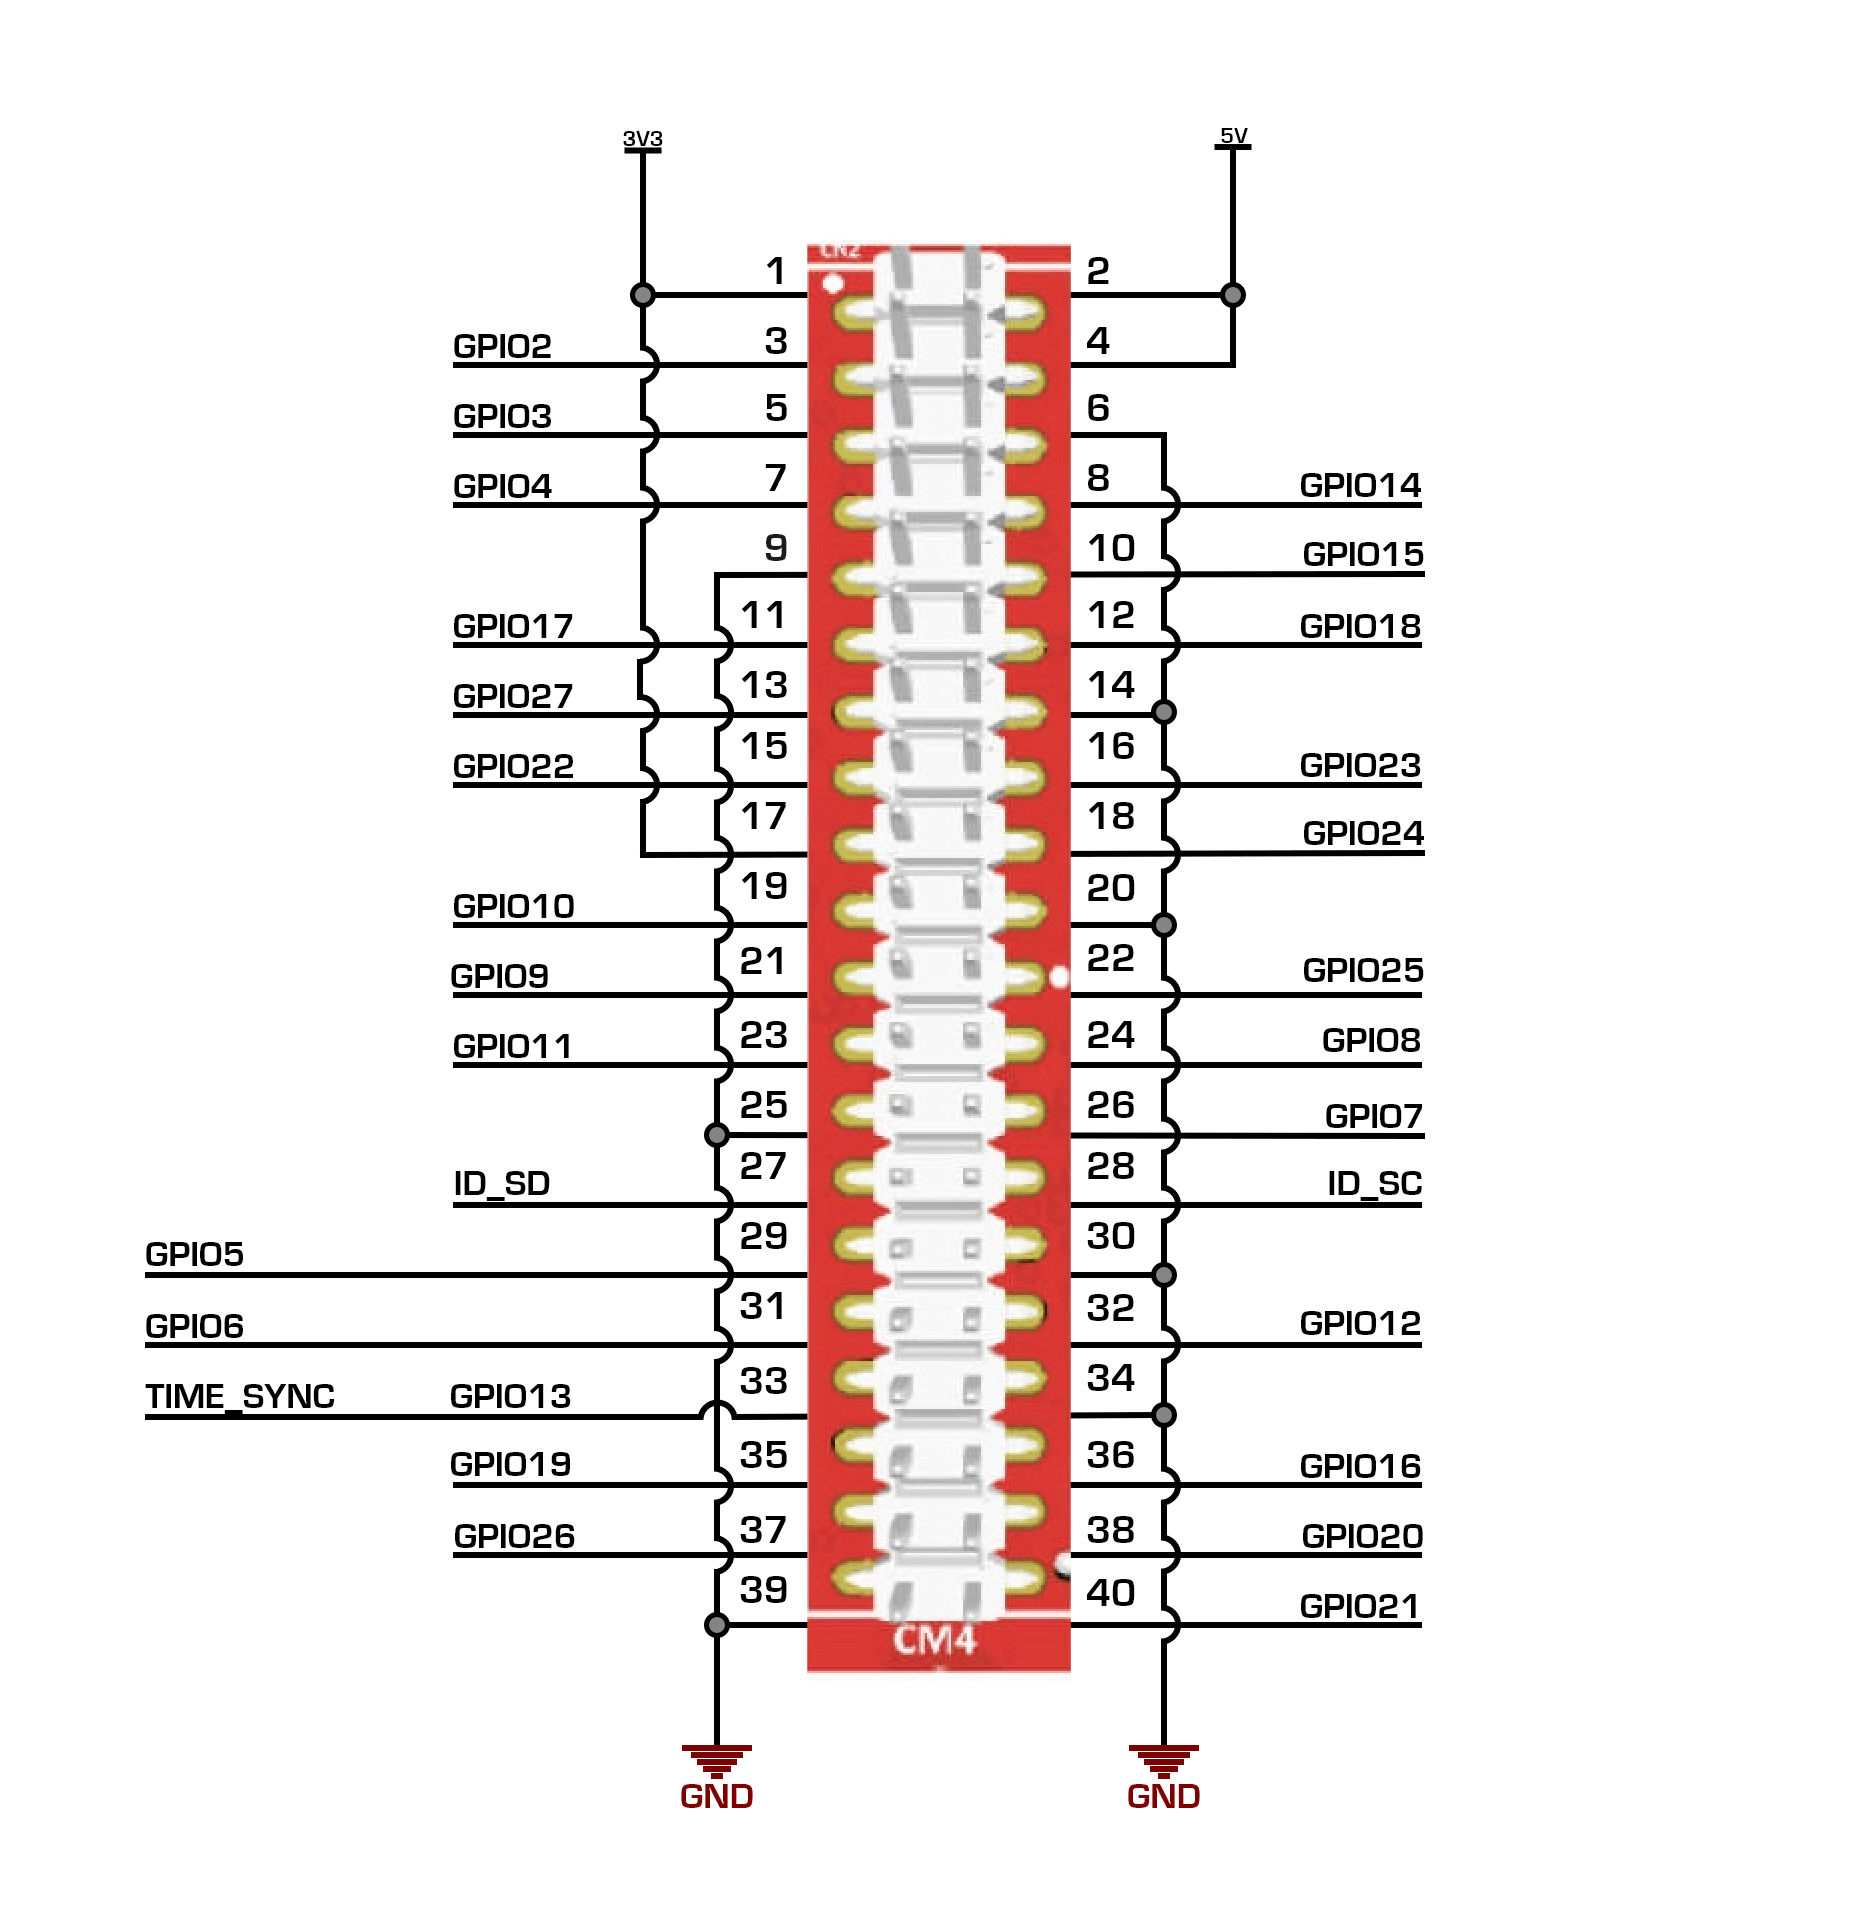 3V3 5V
CN2
1 2
GPIO2 3 4
GPIO3 5 6
GPIO4 7 8 GPIO14
9 10 GPIO15
GPIO17 11 12 GPIO18
GPIO27 13 14
GPIO22 15 16 GPIO23
17 18 GPIO24
GPIO10 19 20
GPIO9 21 22 GPIO25
GPIO11 23 24 GPIO8
25 26 GPIO7
ID_SD 27 28 ID_SC
GPIO5 29 30
GPIO6 31 32 GPIO12
TIME_SYNC GPIO13 33 34
GPIO19 35 36 GPIO16
GPIO26 37 38 GPIO20
39 40 GPIO21
CM4
GND GND